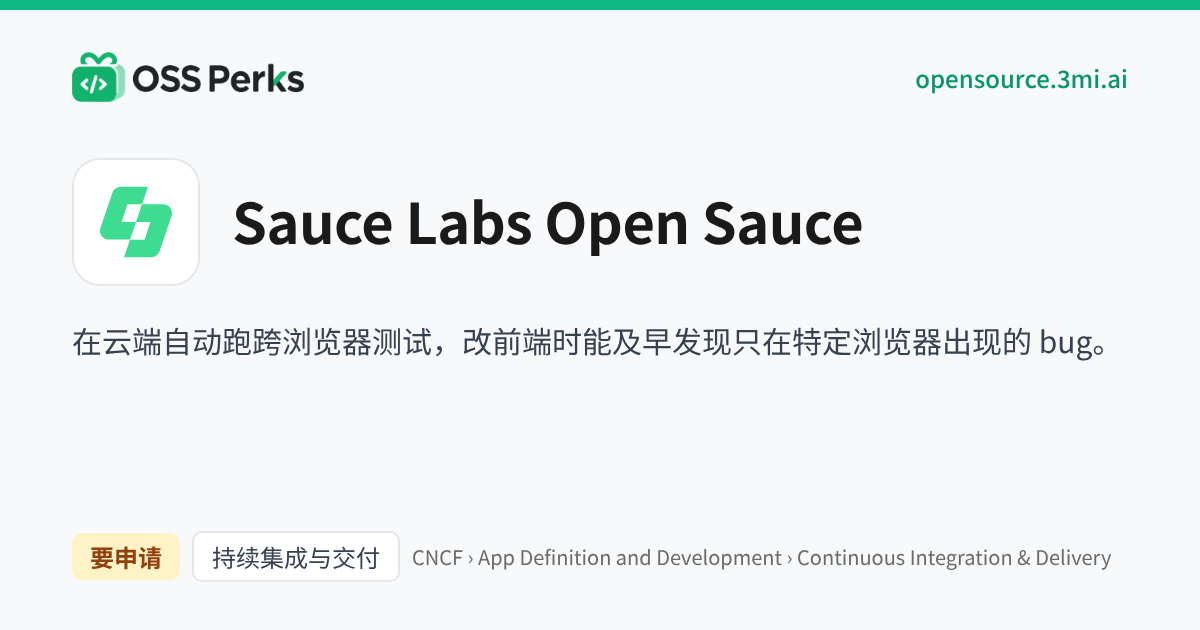 OSS Perks
opensource.3mi.ai
Sauce Labs Open Sauce
在云端自动跑跨浏览器测试，改前端时能及早发现只在特定浏览器出现的 bug。
要申请
持续集成与交付
CNCF › App Definition and Development › Continuous Integration & Delivery